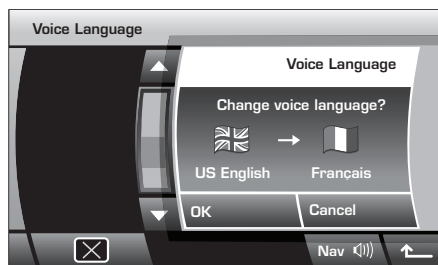 Voice Language
Voice Language
Change voice language?
US English
Français
OK
Cancel
Nav